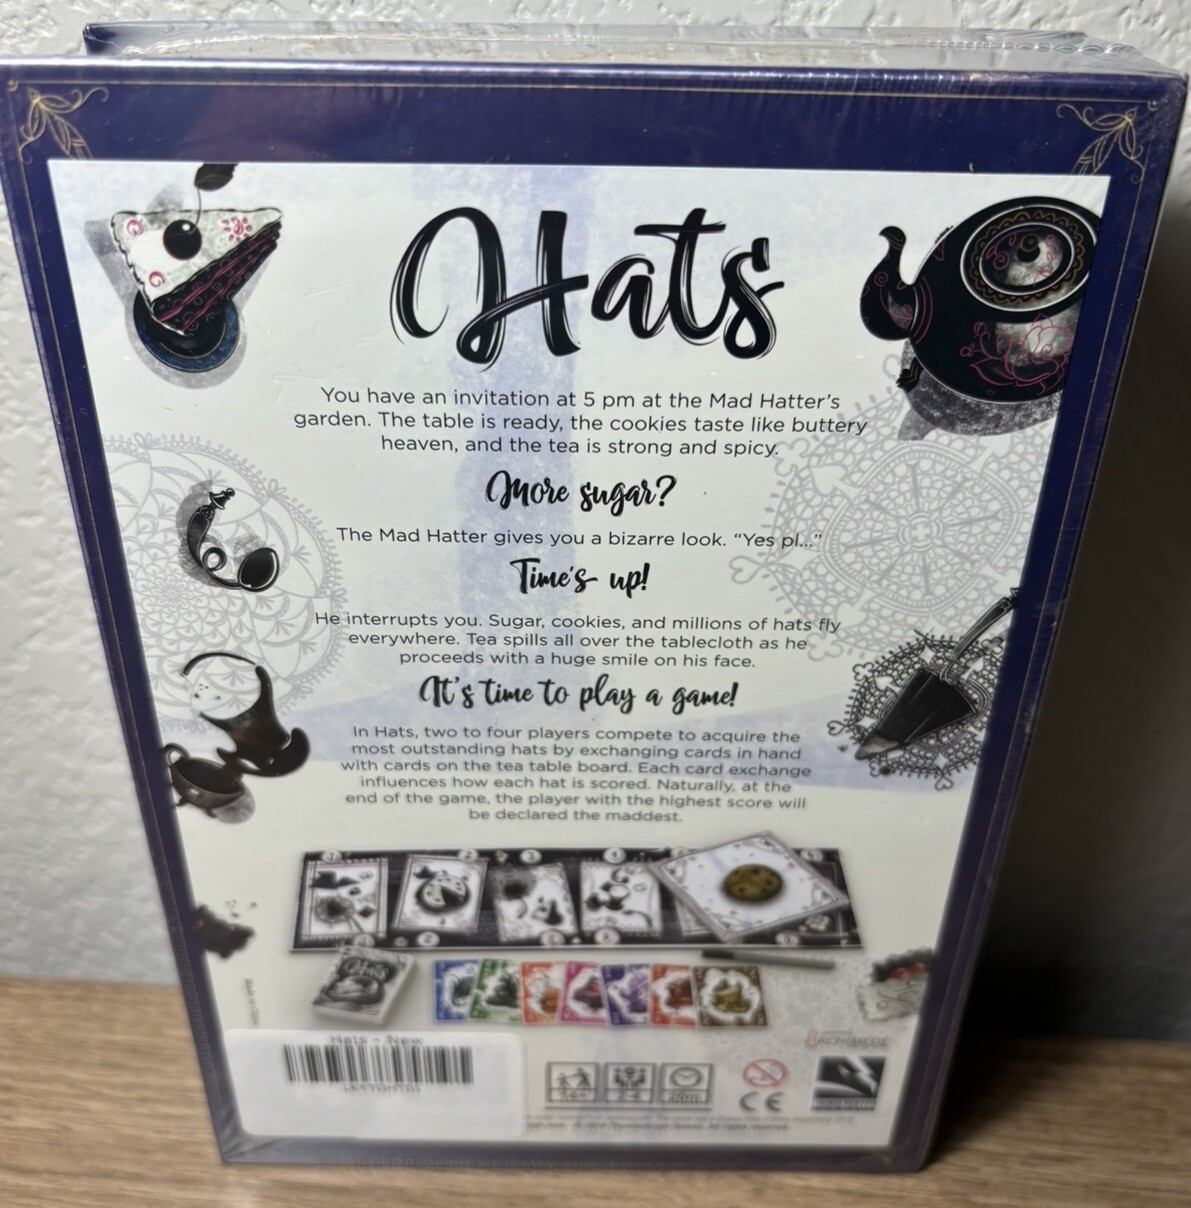 Hats
You have an invitation at 5 pm at the Mad Hatter's
garden. The table is ready, the cookies taste like buttery
heaven, and the tea is strong and spicy.
More sugar?
The Mad Hatter gives you a bizarre look. "Yes pl..."
Time's up!
He interrupts you. Sugar, cookies, and millions of hats fly
everywhere. Tea spills all over the tablecloth as he
proceeds with a huge smile on his face.
It's time to play a game!
In Hats, two to four players compete to acquire the
most outstanding hats by exchanging cards in hand
with cards on the tea table board. Each card exchange
influences how each hat is scored. Naturally, at the
end of the game, the player with the highest score will
be declared the maddest.
Hats - New
2-4
CE